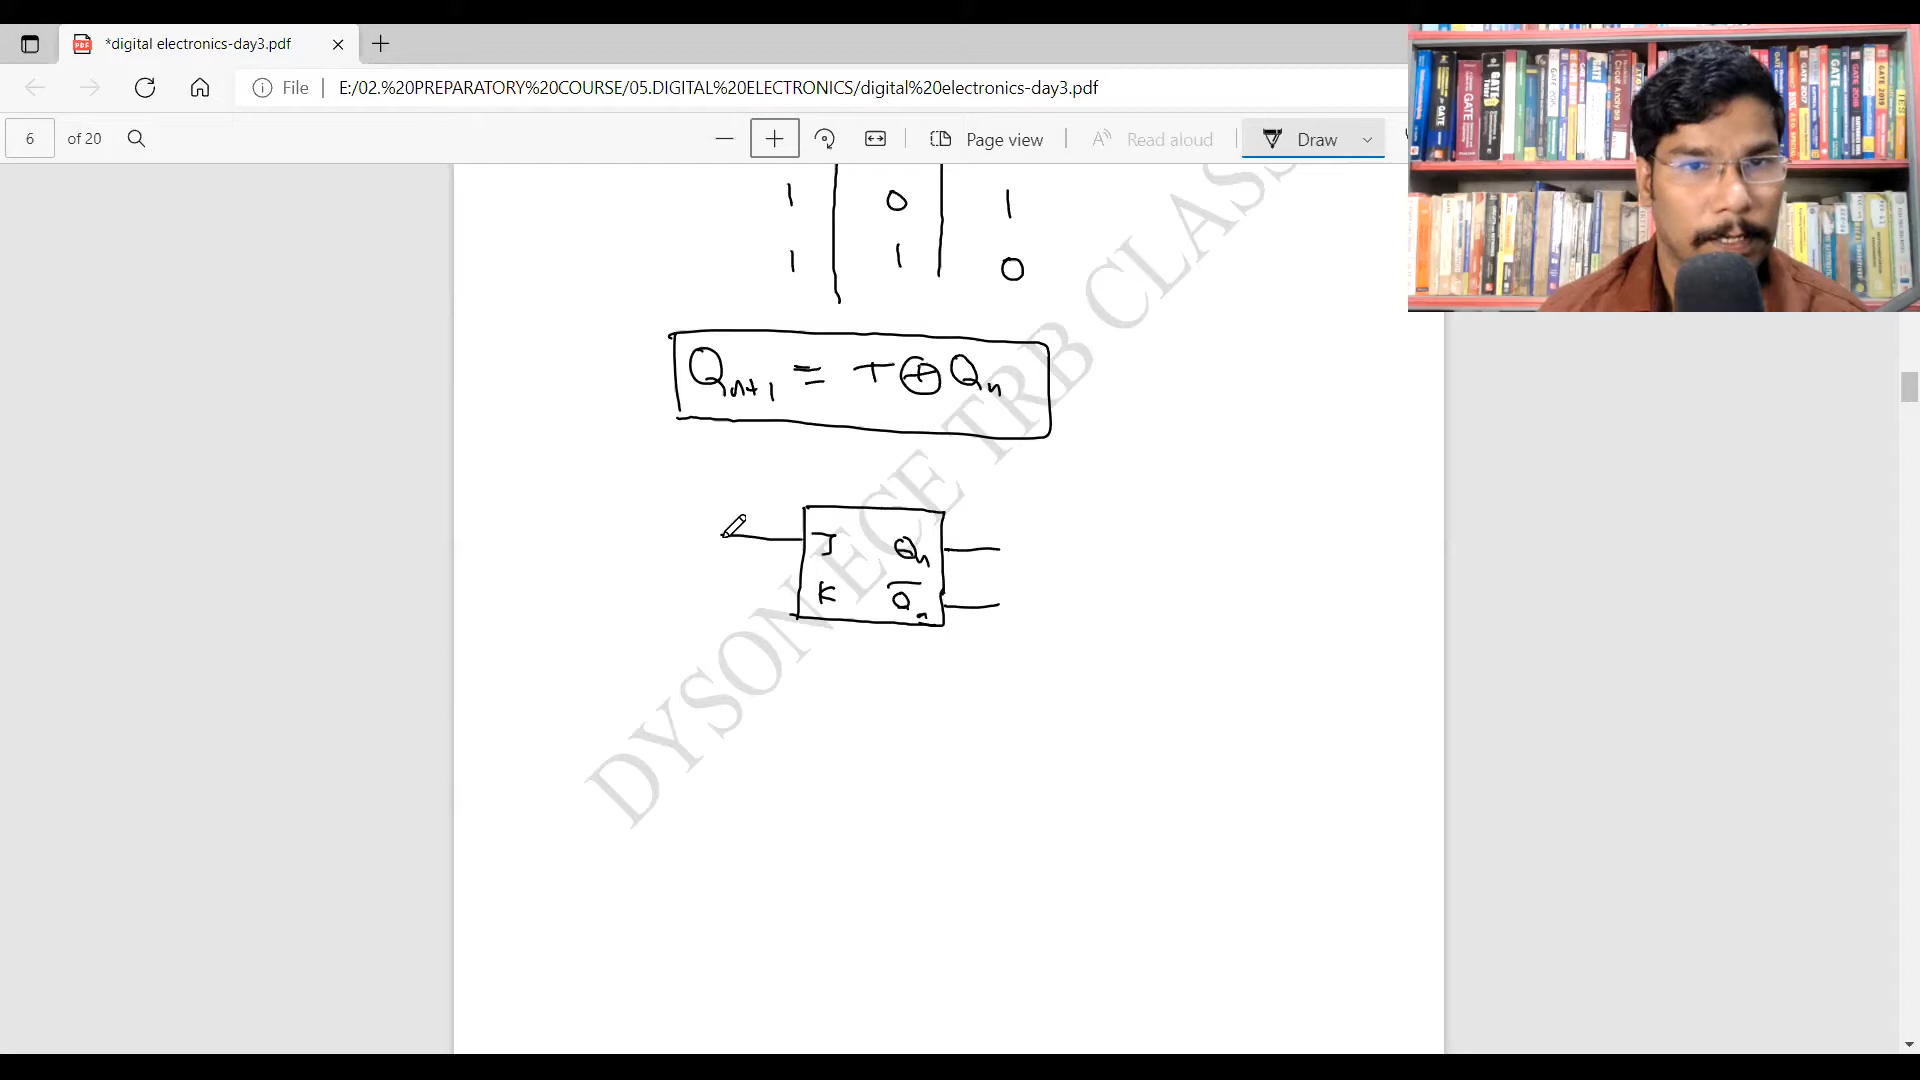 *digital electronics-day3.pdf
File
E:/02.%20PREPARATORY%20COURSE/05.DIGITAL%20ELECTRONICS/digital%20electronics-day3.pdf
6 of 20
Page view
Read aloud
Draw
1 0 1
1 1 0
Qn+1 = T ⊕ Qn
J Qn
K Q̅n
DYSON ECE TRB CLASS